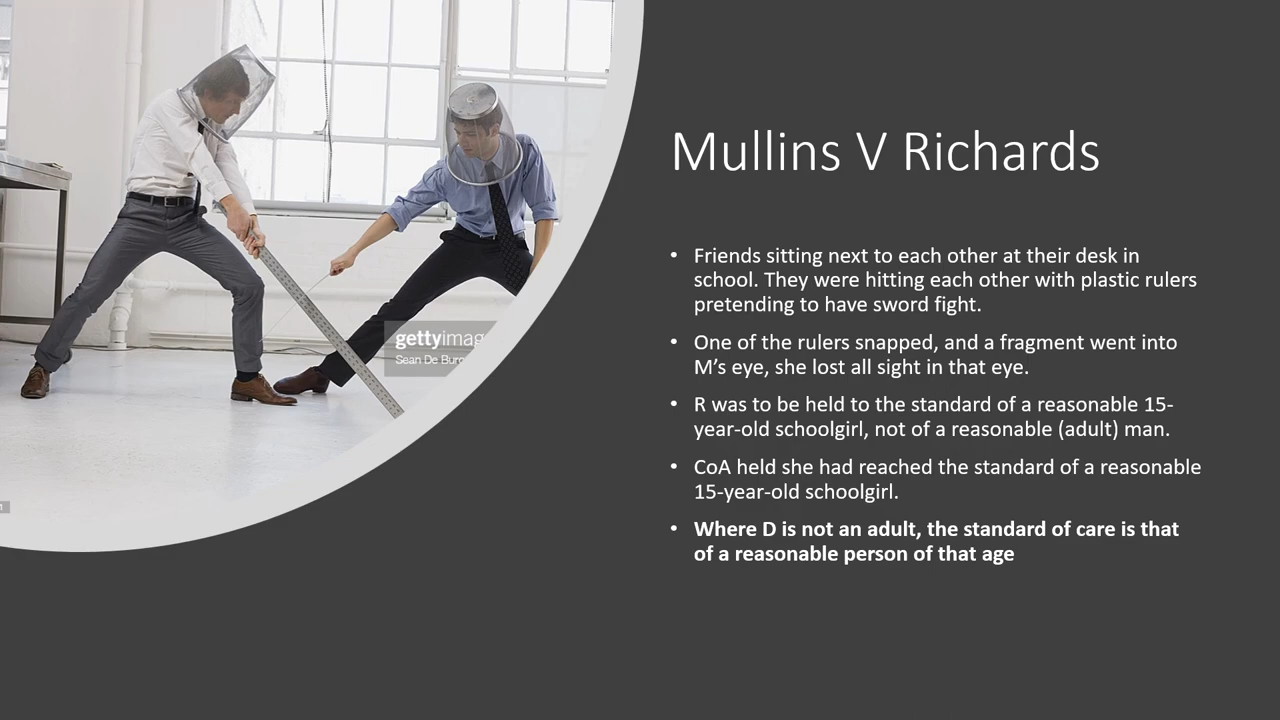 Mullins V Richards
• Friends sitting next to each other at their desk in
school. They were hitting each other with plastic rulers
pretending to have sword fight.
• One of the rulers snapped, and a fragment went into
M’s eye, she lost all sight in that eye.
• R was to be held to the standard of a reasonable 15-
year-old schoolgirl, not of a reasonable (adult) man.
• CoA held she had reached the standard of a reasonable
15-year-old schoolgirl.
• Where D is not an adult, the standard of care is that
of a reasonable person of that age
gettyimag
Sean De Burc